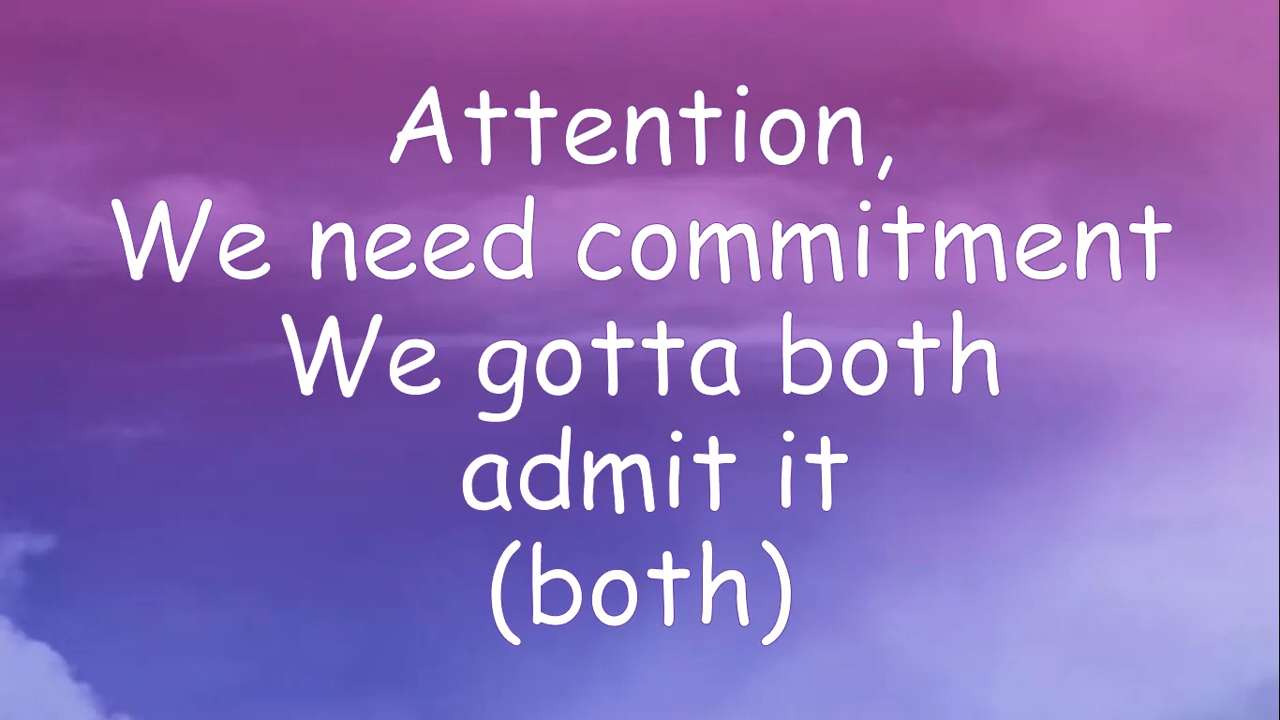 Attention,
We need commitment
We gotta both
admit it
(both)